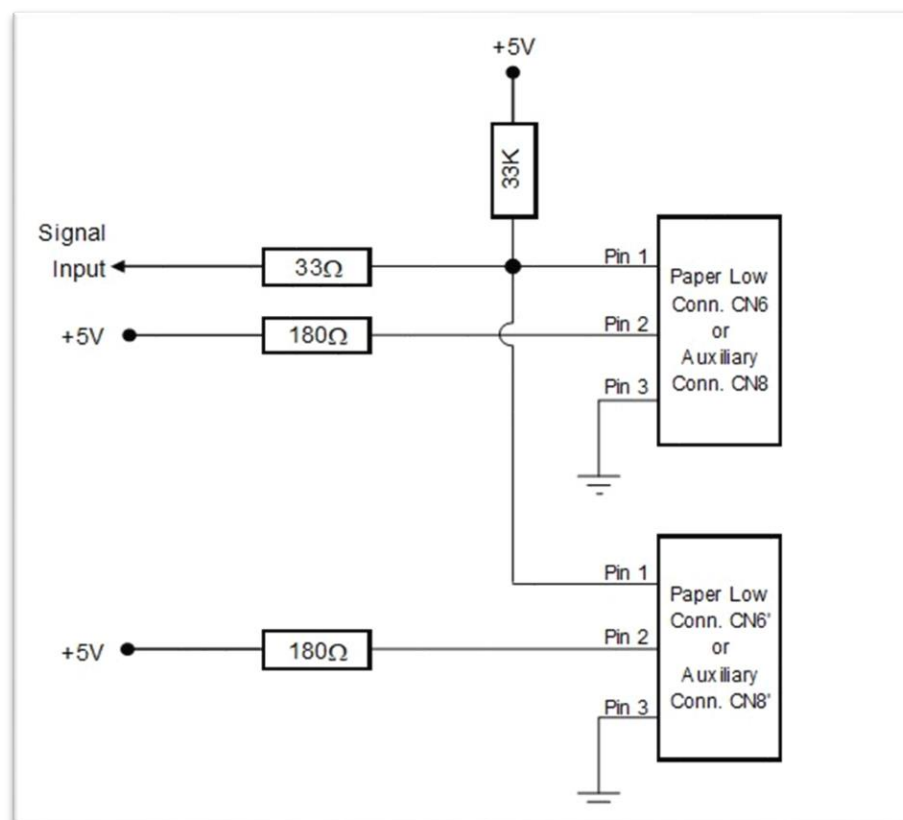 +5V
33K
Signal
Input
33Ω
Pin 1
+5V
180Ω
Pin 2
Pin 3
Paper Low
Conn. CN6
or
Auxiliary
Conn. CN8
Pin 1
+5V
180Ω
Pin 2
Pin 3
Paper Low
Conn. CN6'
or
Auxiliary
Conn. CN8'